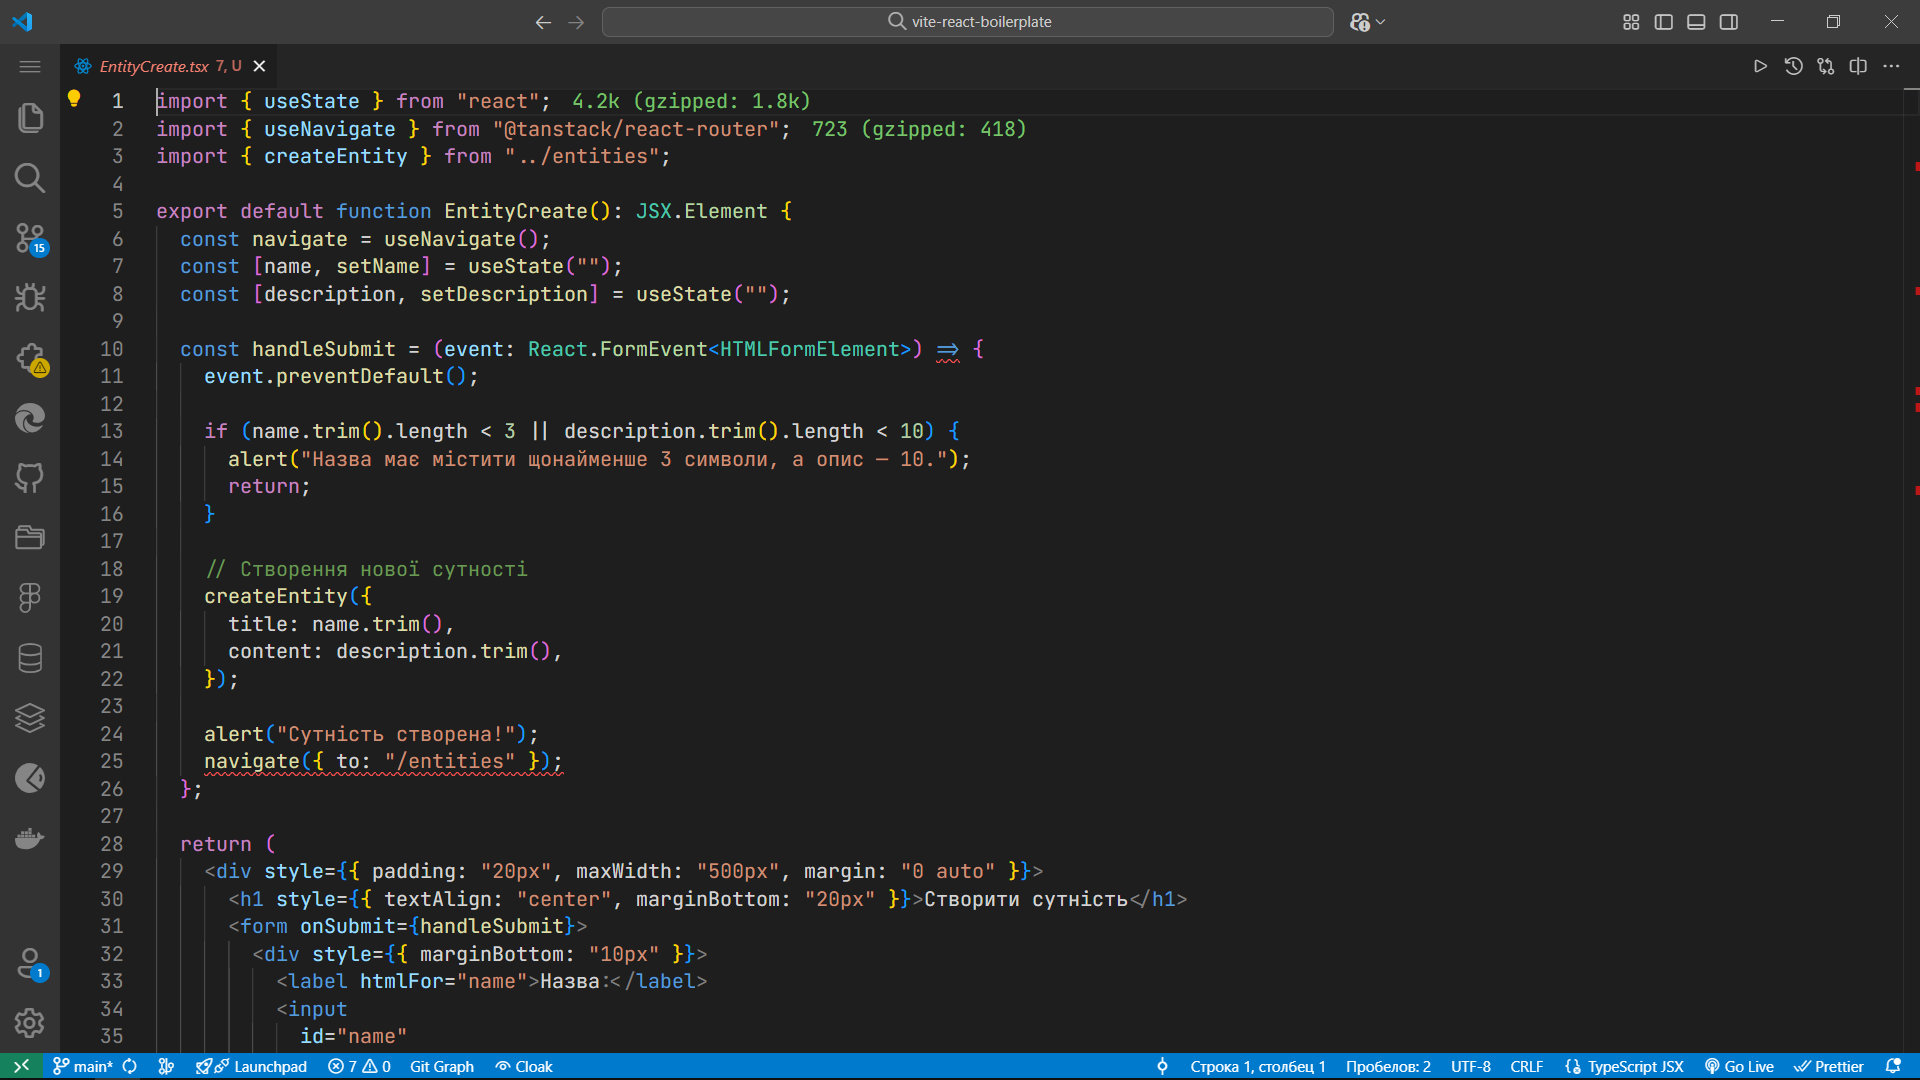 vite-react-boilerplate
EntityCreate.tsx 7, U
1 import { useState } from "react"; 4.2k (gzipped: 1.8k)
2 import { useNavigate } from "@tanstack/react-router"; 723 (gzipped: 418)
3 import { createEntity } from "../entities";
4
5 export default function EntityCreate(): JSX.Element {
6 const navigate = useNavigate();
7 const [name, setName] = useState("");
8 const [description, setDescription] = useState("");
9
10 const handleSubmit = (event: React.FormEvent<HTMLFormElement>) => {
11 event.preventDefault();
12
13 if (name.trim().length < 3 || description.trim().length < 10) {
14 alert("Назва має містити щонайменше 3 символи, а опис — 10.");
15 return;
16 }
17
18 // Створення нової сутності
19 createEntity({
20 title: name.trim(),
21 content: description.trim(),
22 });
23
24 alert("Сутність створена!");
25 navigate({ to: "/entities" });
26 };
27
28 return (
29 <div style={{ padding: "20px", maxWidth: "500px", margin: "0 auto" }}>
30 <h1 style={{ textAlign: "center", marginBottom: "20px" }}>Створити сутність</h1>
31 <form onSubmit={handleSubmit}>
32 <div style={{ marginBottom: "10px" }}>
33 <label htmlFor="name">Назва:</label>
34 <input
35 id="name"
15
1
main* Launchpad 7 0 Git Graph Cloak Строка 1, столбец 1 Пробелов: 2 UTF-8 CRLF TypeScript JSX Go Live Prettier